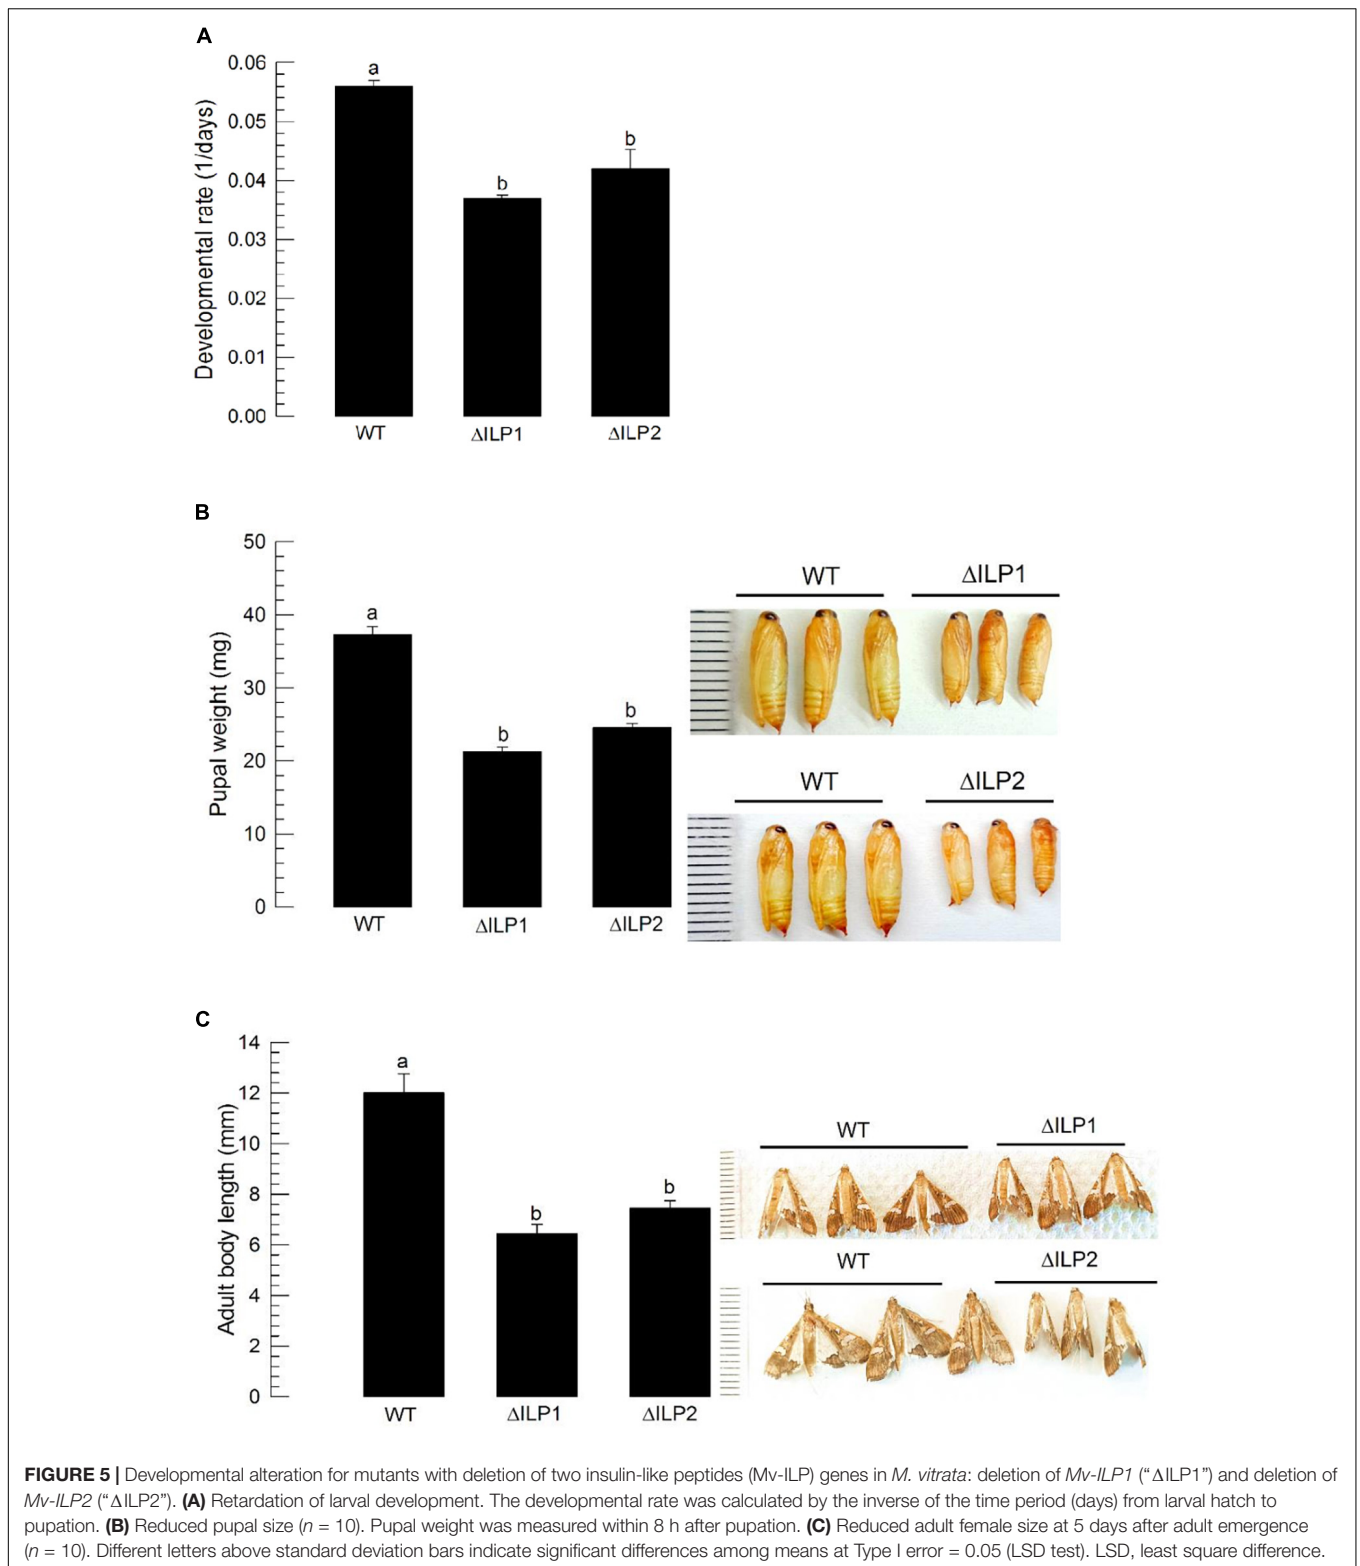 A
0.06
0.05
0.04
0.03
0.02
0.01
0.00
Developmental rate (1/days)
a
b
b
WT
ΔILP1
ΔILP2
B
50
40
30
20
10
0
Pupal weight (mg)
a
b
b
WT
ΔILP1
ΔILP2
WT
ΔILP1
WT
ΔILP2
C
14
12
10
8
6
4
2
0
Adult body length (mm)
a
b
b
WT
ΔILP1
ΔILP2
WT
ΔILP1
WT
ΔILP2
FIGURE 5 | Developmental alteration for mutants with deletion of two insulin-like peptides (Mv-ILP) genes in M. vitrata: deletion of Mv-ILP1 (“ΔILP1”) and deletion of
Mv-ILP2 (“ΔILP2”). (A) Retardation of larval development. The developmental rate was calculated by the inverse of the time period (days) from larval hatch to
pupation. (B) Reduced pupal size (n = 10). Pupal weight was measured within 8 h after pupation. (C) Reduced adult female size at 5 days after adult emergence
(n = 10). Different letters above standard deviation bars indicate significant differences among means at Type I error = 0.05 (LSD test). LSD, least square difference.